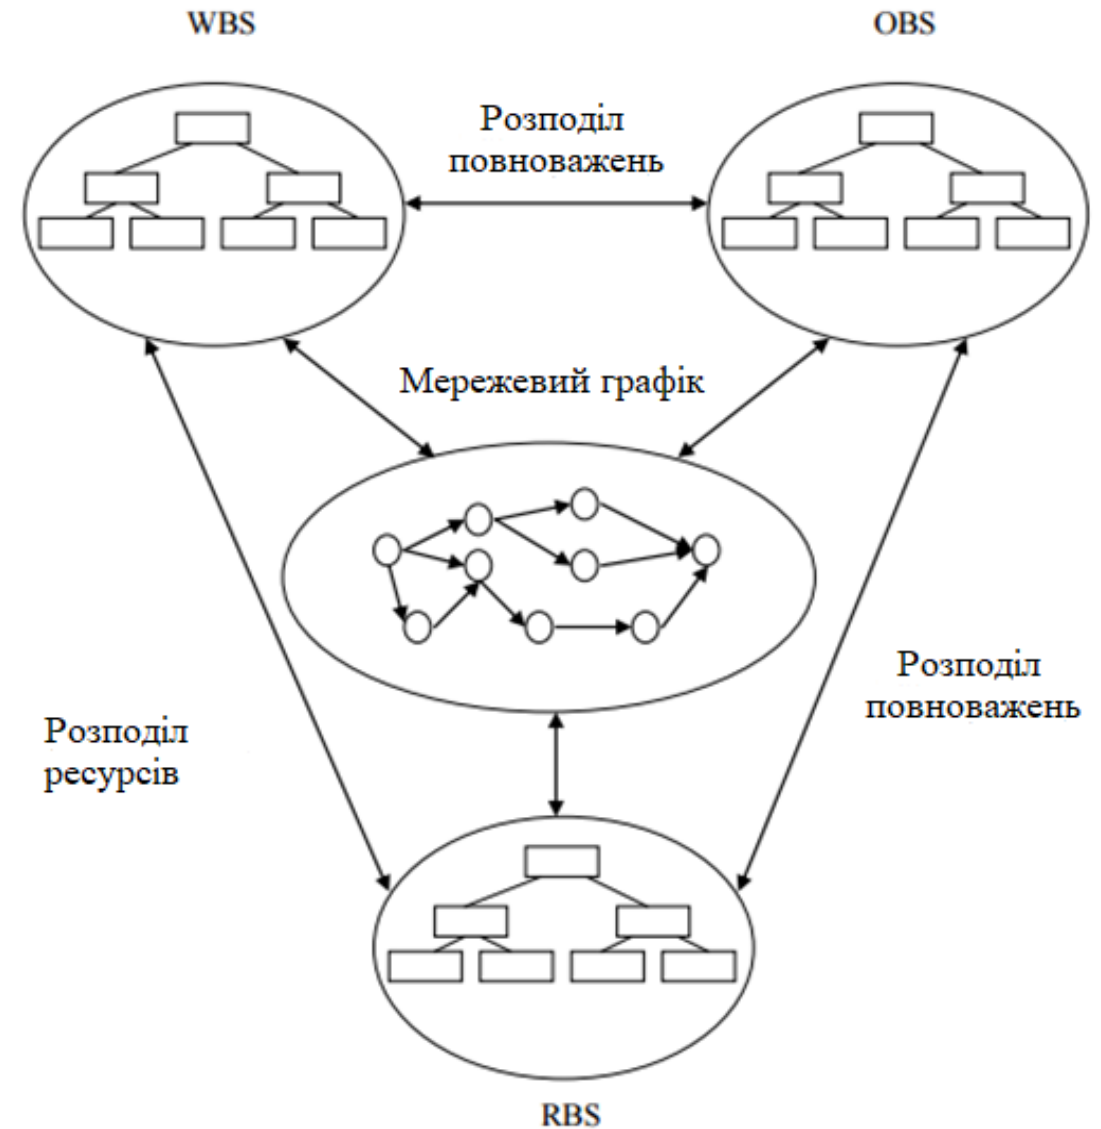 WBS
OBS
Розподіл
повноважень
Мережевий графік
Розподіл
повноважень
Розподіл
ресурсів
RBS